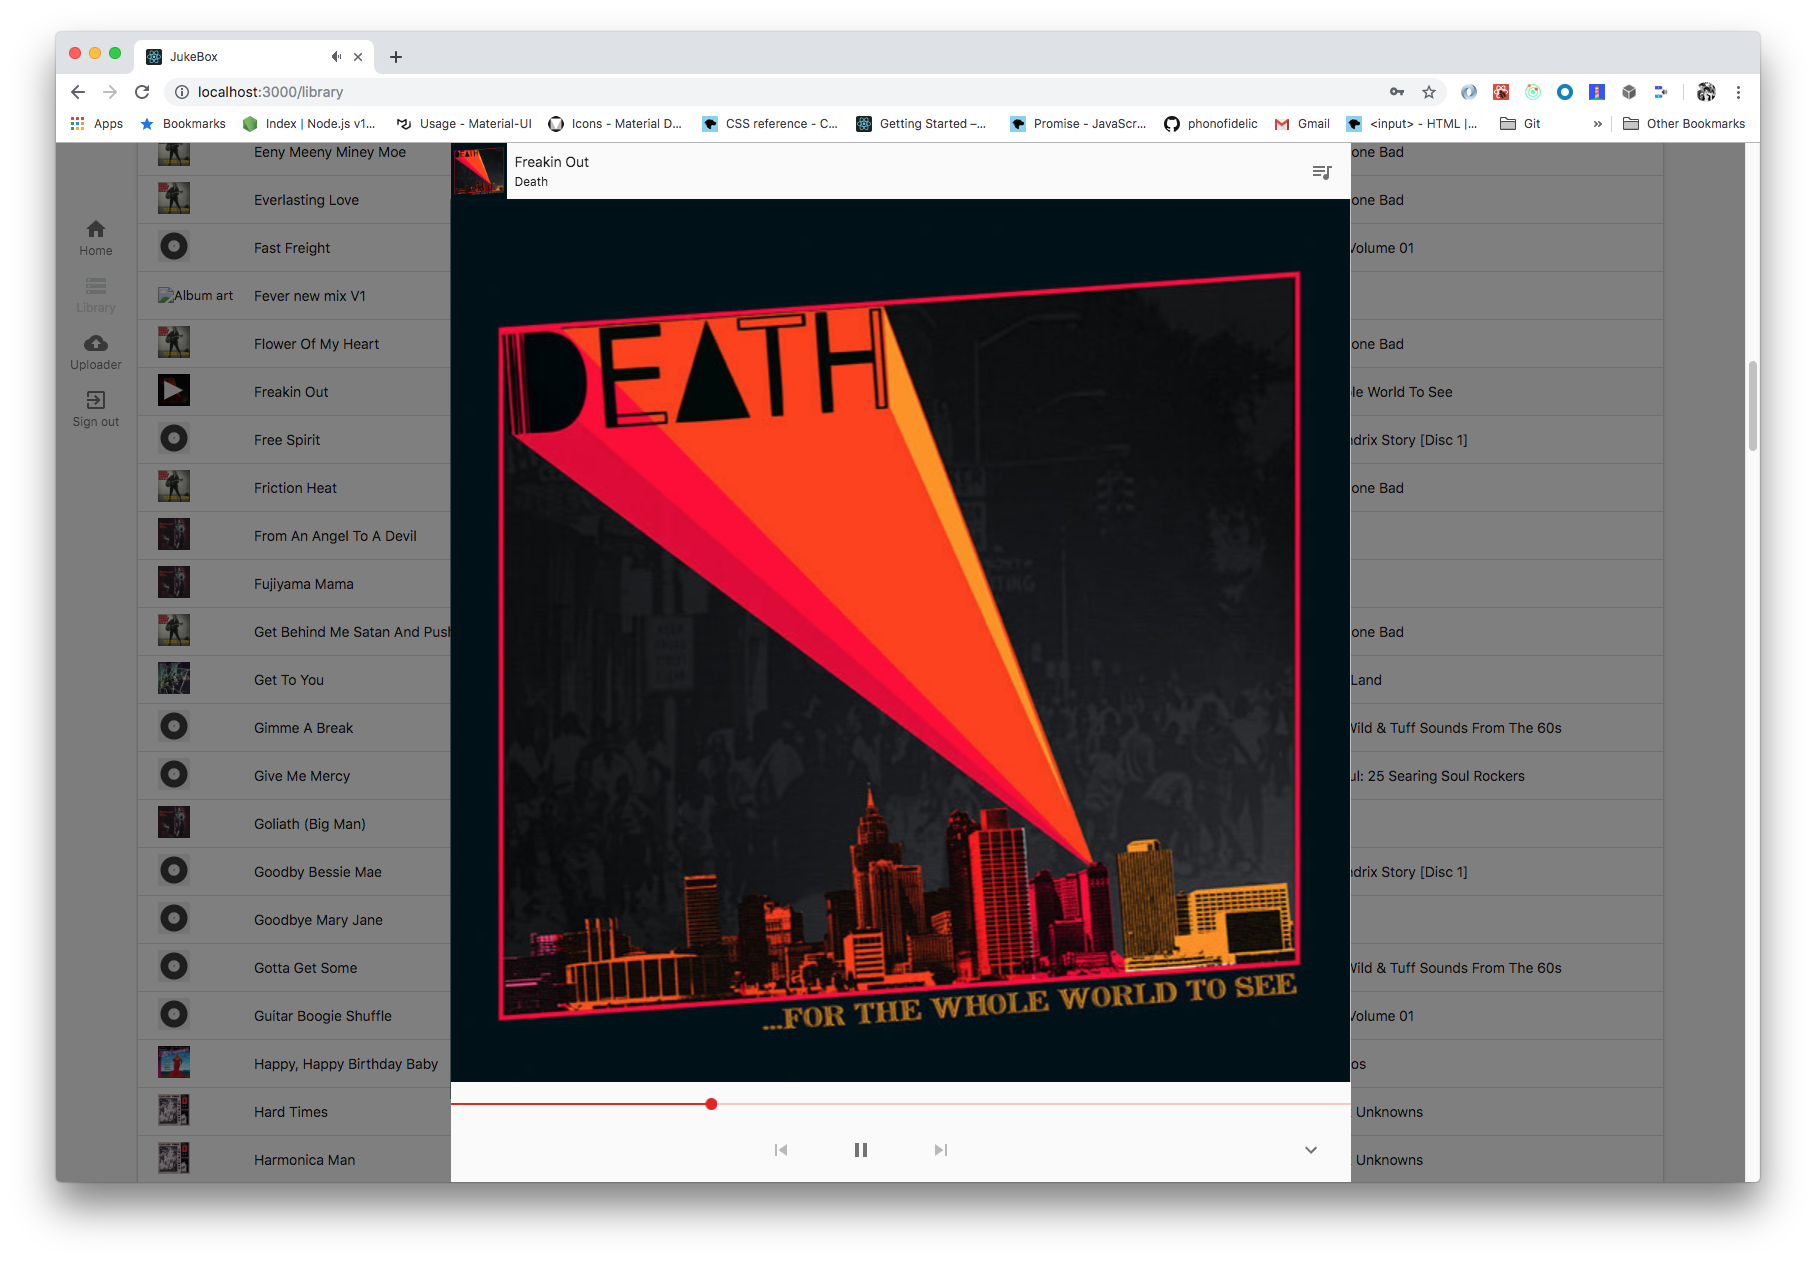 JukeBox
localhost:3000/library
Apps
Bookmarks
Index | Node.js v1...
Usage - Material-UI
Icons - Material D...
CSS reference - C...
Getting Started –...
Promise - JavaScr...
phonofidelic
Gmail
<input> - HTML |...
Git
»
Other Bookmarks
Home
Library
Uploader
Sign out
Freakin Out
Death
Eeny Meeny Miney Moe
one Bad
Everlasting Love
one Bad
Fast Freight
Volume 01
Album art
Fever new mix V1
Flower Of My Heart
one Bad
Freakin Out
le World To See
Free Spirit
ndrix Story [Disc 1]
Friction Heat
one Bad
From An Angel To A Devil
Fujiyama Mama
Get Behind Me Satan And Push
one Bad
Get To You
Land
Gimme A Break
Wild & Tuff Sounds From The 60s
Give Me Mercy
ul: 25 Searing Soul Rockers
Goliath (Big Man)
Goodby Bessie Mae
ndrix Story [Disc 1]
Goodbye Mary Jane
Gotta Get Some
Wild & Tuff Sounds From The 60s
Guitar Boogie Shuffle
Volume 01
Happy, Happy Birthday Baby
os
Hard Times
Unknowns
Harmonica Man
Unknowns
DEATH
...FOR THE WHOLE WORLD TO SEE